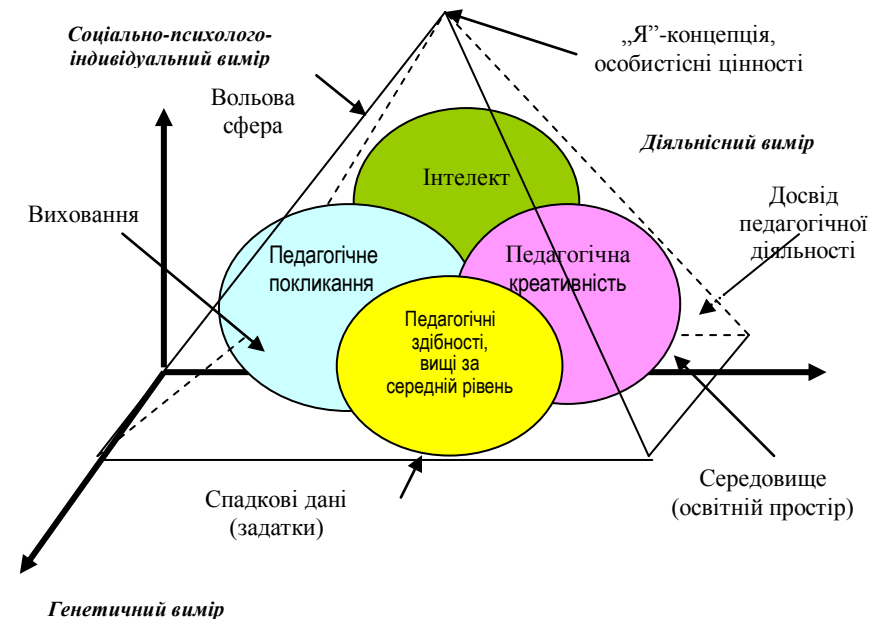 Соціально-психолого-
індивідуальний вимір
„Я”-концепція,
особистісні цінності
Вольова
сфера
Діяльнісний вимір
Інтелект
Досвід
педагогічної
діяльності
Виховання
Педагогічне
покликання
Педагогічна
креативність
Педагогічні
здібності,
вищі за
середній рівень
Середовище
(освітній простір)
Спадкові дані
(задатки)
Генетичний вимір